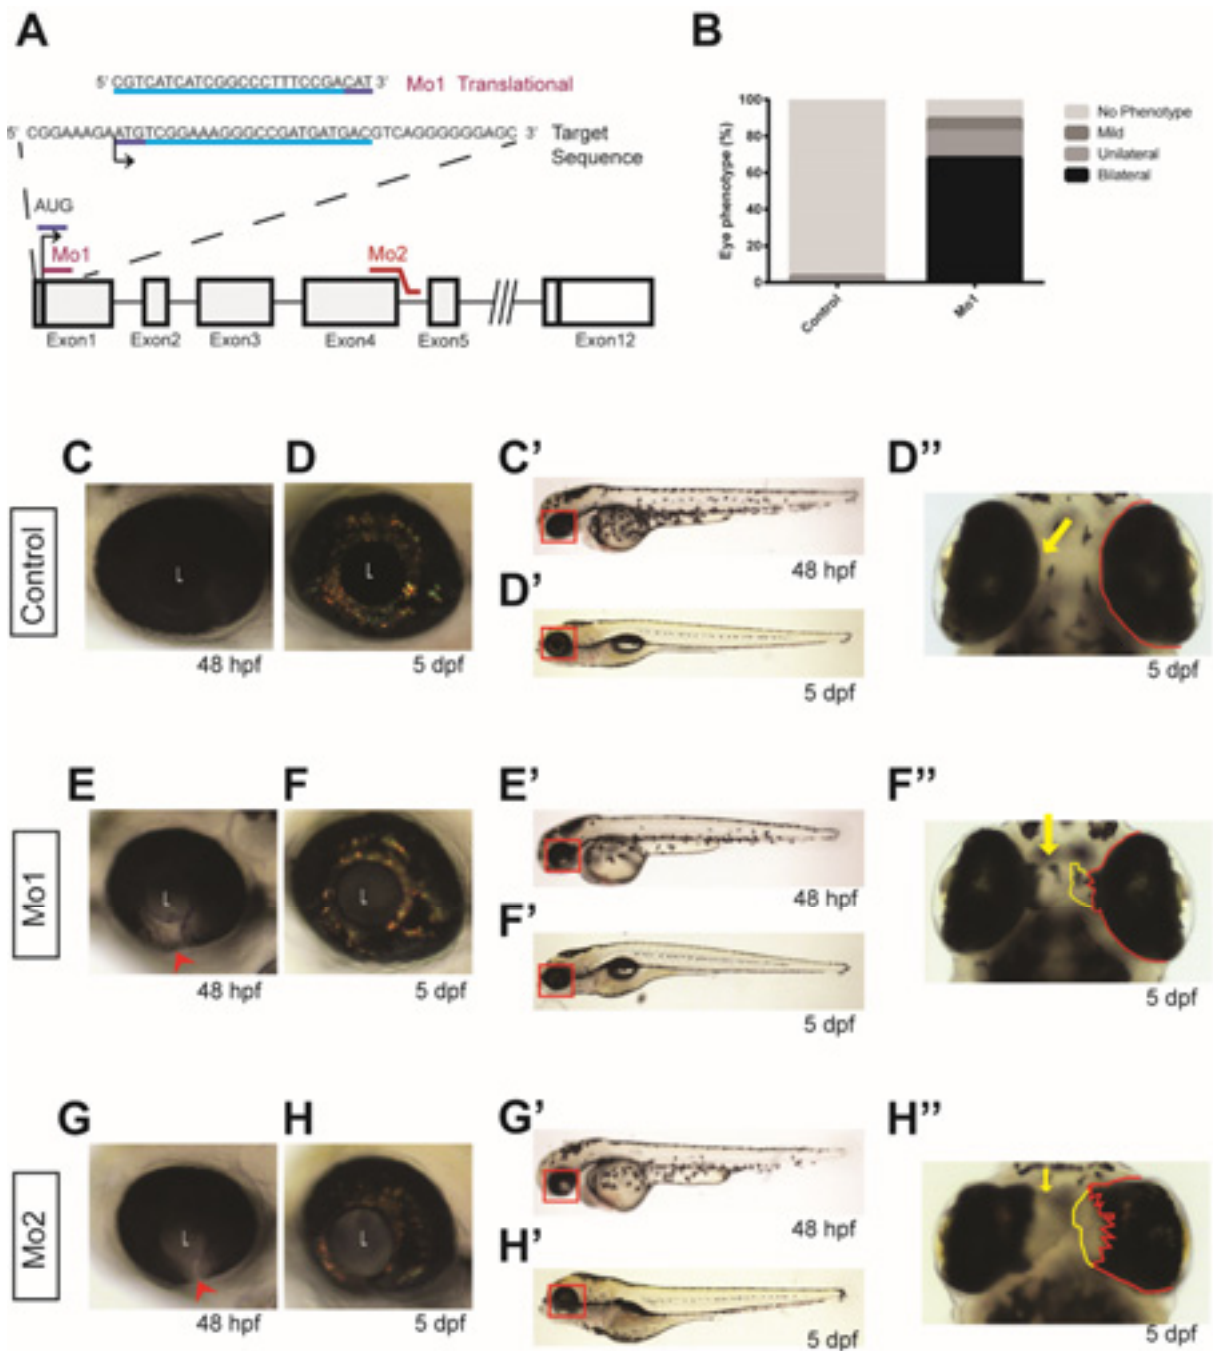 A
5' CGTCATCATCGGCCCTTTCCGACAT 3' Mo1 Translational
5' CGGAAAGAATGTCGGAAAGGGCCGATGATGACGTCAGGGGGGAGC 3' Target
Sequence
AUG
Mo1
Mo2
Exon1 Exon2 Exon3 Exon4 Exon5 Exon12
B
Eye phenotype (%)
100
80
60
40
20
0
Control
Mo1
No Phenotype
Mild
Unilateral
Bilateral
Control
C
L
48 hpf
D
L
5 dpf
C'
48 hpf
D'
5 dpf
D''
5 dpf
Mo1
E
L
48 hpf
F
L
5 dpf
E'
48 hpf
F'
5 dpf
F''
5 dpf
Mo2
G
L
48 hpf
H
L
5 dpf
G'
48 hpf
H'
5 dpf
H''
5 dpf